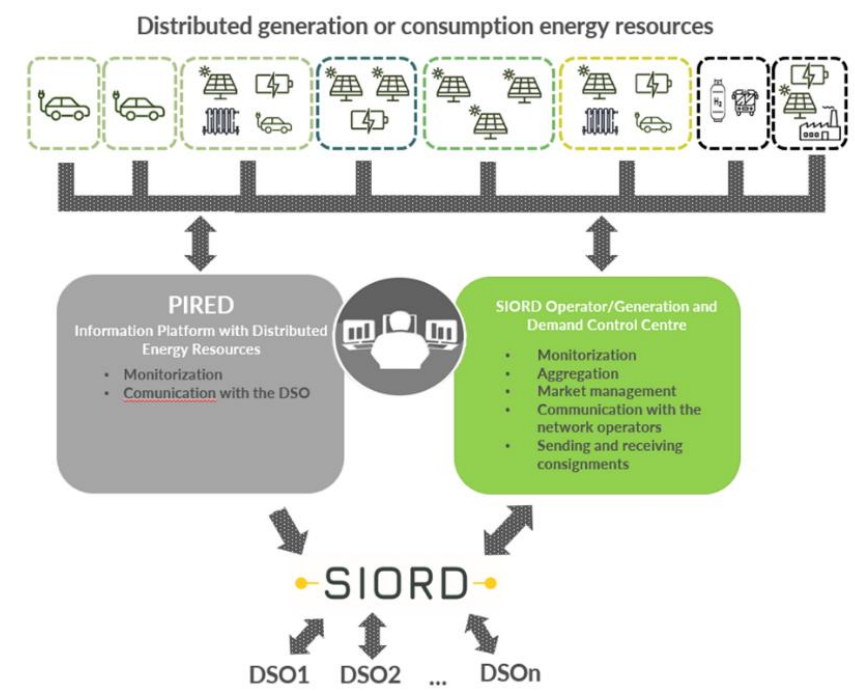 Distributed generation or consumption energy resources
H₂
PIRED
Information Platform with Distributed
Energy Resources
• Monitorization
• Comunication with the DSO
SIORD Operator/Generation and
Demand Control Centre
• Monitorization
• Aggregation
• Market management
• Communication with the
network operators
• Sending and receiving
consignments
SIORD
DSO1 DSO2 ... DSOn